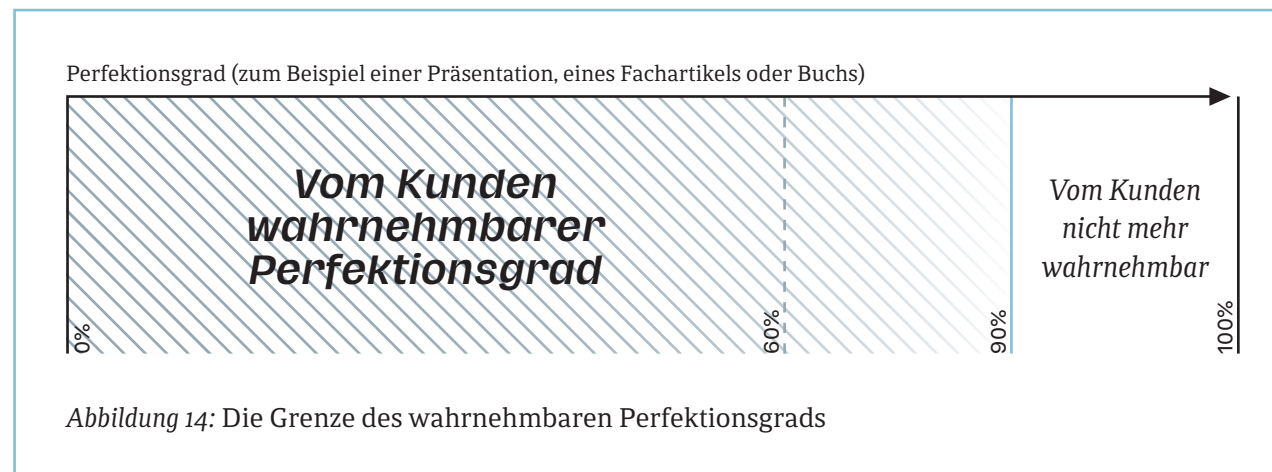 Perfektionsgrad (zum Beispiel einer Präsentation, eines Fachartikels oder Buchs)
Vom Kunden
wahrnehmbarer
Perfektionsgrad
Vom Kunden
nicht mehr
wahrnehmbar
0%
60%
90%
100%
Abbildung 14: Die Grenze des wahrnehmbaren Perfektionsgrads